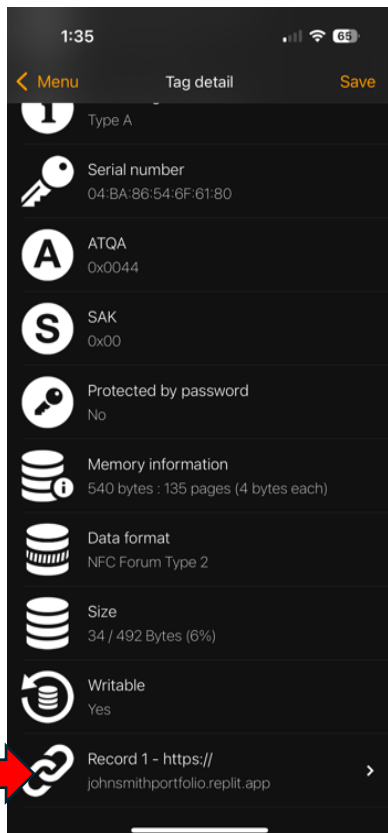 1:35
65
Menu
Tag detail
Save
Type A
Serial number
04:BA:86:54:6F:61:80
A
ATQA
0x0044
S
SAK
0x00
Protected by password
No
Memory information
540 bytes : 135 pages (4 bytes each)
Data format
NFC Forum Type 2
Size
34 / 492 Bytes (6%)
Writable
Yes
Record 1 - https://
johnsmithportfolio.replit.app